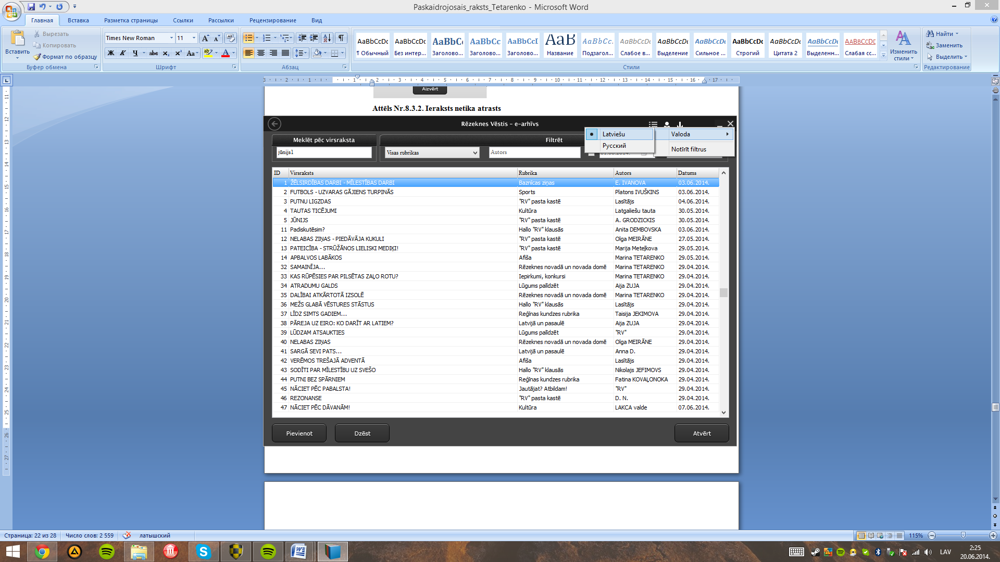 Paskaidrojosais_raksts_Tetarenko - Microsoft Word
Главная Вставка Разметка страницы Ссылки Рассылки Рецензирование Вид
Вставить
Вырезать
Копировать
Формат по образцу
Буфер обмена
Times New Roman 11
Шрифт
Абзац
АаBbCcDc АаBbCcDc AaBbC AaBbCc AaBbCcI AaB AaBbCc. AaBbCcDc AaBbCcDc AaBbCcDc AaBbCcDc AaBbCcDc AaBbCcDc AABBCCDE
¶ Обычный Без интер... Заголово... Заголово... Заголово... Название Подзагол... Слабое в... Выделение Сильное ... Строгий Цитата 2 Выделенн... Слабая сс...
Стили
Изменить стили
Найти
Заменить
Выделить
Редактирование
Aizvērt
Attēls Nr.8.3.2. Ieraksts netika atrasts
Rēzeknes Vēstis - e-arhīvs
Meklēt pēc virsraksta Filtrēt
jūnijs1 Visas rubrikas Autors
Latviešu
Русский
Valoda
Notīrīt filtrus
ID Virsraksts Rubrika Autors Datums
1 ŽĒLSIRDĪBAS DARBI - MĪLESTĪBAS DARBI Baznīcas ziņas E. IVANOVA 03.06.2014.
2 FUTBOLS - UZVARAS GĀJIENS TURPINĀS Sports Platons IVUŠKINS 03.06.2014.
3 PUTNU LIGZDAS "RV" pasta kastē Lasītājs 04.06.2014.
4 TAUTAS TICĒJUMI Kultūra Latgaliešu tauta 30.05.2014.
5 JŪNIJS "RV" pasta kastē A. GRODZICKIS 30.05.2014.
11 Padiskutēsim? Hallo "RV" klausās Anita DEMBOVSKA 03.06.2014.
12 NELABAS ZIŅAS - PIEDĀVĀJA KUKULI "RV" pasta kastē Olga MEIRĀNE 27.05.2014.
13 PATEICĪBA - STRŪŽĀNOS LIELISKI MEDIĶI! "RV" pasta kastē Marija Meteļkova 29.05.2014.
14 APBALVOS LABĀKOS Afiša Marina TETARENKO 29.05.2014.
32 SAMAINĪJA... Rēzeknes novadā un novada domē Marina TETARENKO 29.04.2014.
33 KAS RŪPĒSIES PAR PILSĒTAS ZAĻO ROTU? Iepirkumi, konkursi Marina TETARENKO 29.04.2014.
34 ATRADUMU GALDS Lūgums palīdzēt Aija ZUJA 29.04.2014.
35 DALĪBAI ATKĀRTOTĀ IZSOLĒ Rēzeknes novadā un novada domē Marina TETARENKO 29.04.2014.
36 MEŽS GLABĀ VĒSTURES STĀSTUS Hallo "RV" klausās Lasītājs 29.04.2014.
37 LĪDZ SIMTS GADIEM... Reģīnas kundzes rubrika Taisija JEKIMOVA 29.04.2014.
38 PĀREJA UZ EIRO: KO DARĪT AR LATIEM? Latvijā un pasaulē Aija ZUJA 29.04.2014.
39 LŪDZAM ATSAUKTIES Lūgums palīdzēt "RV" 29.04.2014.
40 NELABAS ZIŅAS Rēzeknes novadā un novada domē Olga MEIRĀNE 29.04.2014.
41 SARGĀ SEVI PATS... Latvijā un pasaulē Anna D. 29.04.2014.
42 VERĒMOS TREŠAJĀ ADVENTĀ Afiša Lasītājs 29.04.2014.
43 SODĪTI PAR MĪLESTĪBU UZ SVEŠO Hallo "RV" klausās Nikolajs JEFIMOVS 29.04.2014.
44 PUTNI BEZ SPĀRNIEM Reģīnas kundzes rubrika Fatina KOVAĻONOKA 29.04.2014.
45 NĀCIET PĒC PABALSTA! Jautājat? Atbildam! "RV" 29.04.2014.
46 REZONANSE "RV" pasta kastē D. N. 29.04.2014.
47 NĀCIET PĒC DĀVANĀM! Kultūra LAKCA valde 07.06.2014.
Pievienot Dzēst Atvērt
Страница: 22 из 28 Число слов: 2 559 латышский 115%
LAV 2:25
20.06.2014.